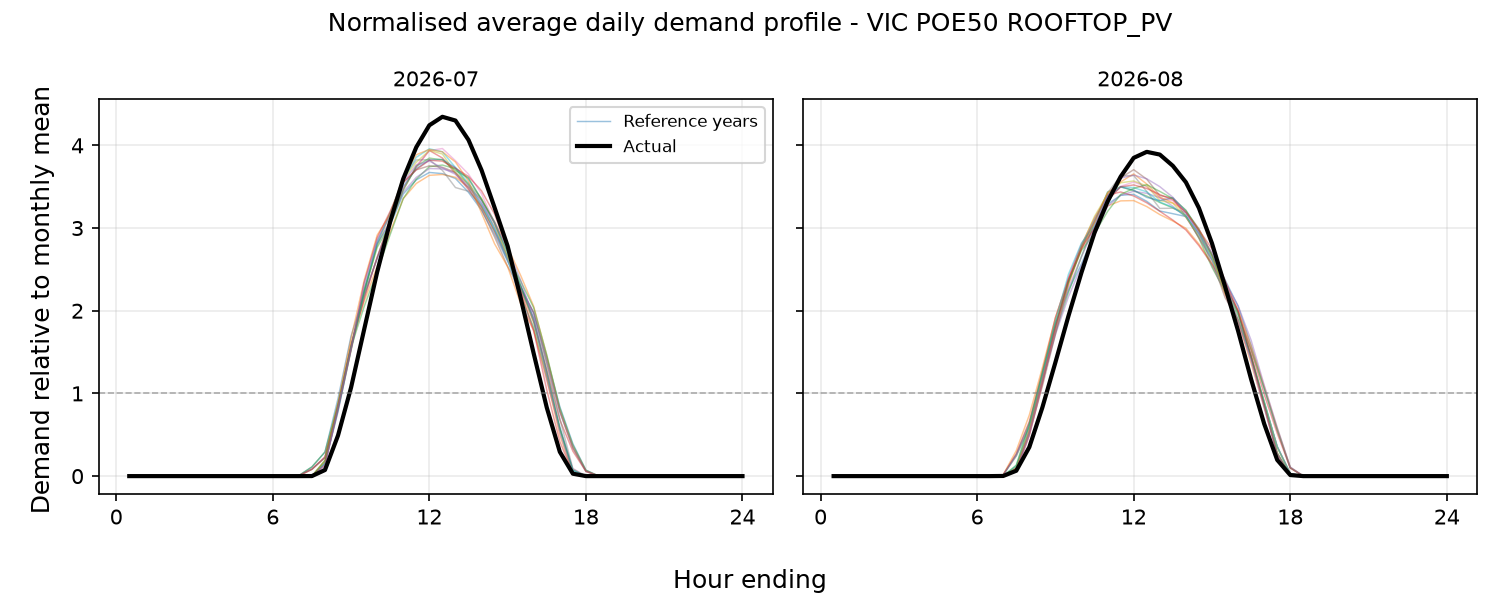 Normalised average daily demand profile - VIC POE50 ROOFTOP_PV
2026-07
2026-08
Demand relative to monthly mean
4
3
2
1
0
Reference years
Actual
0 6 12 18 24
0 6 12 18 24
Hour ending